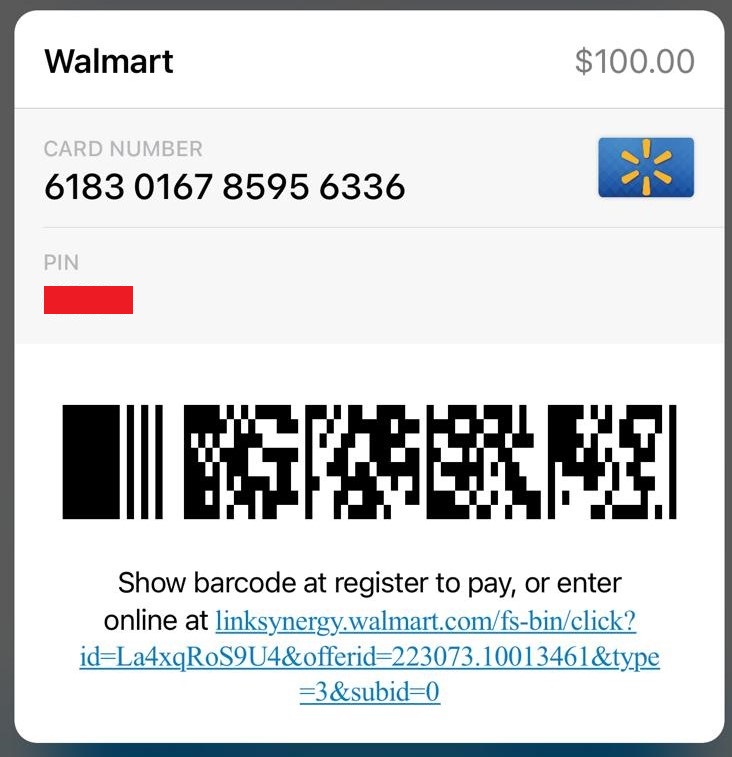 Walmart $100.00
CARD NUMBER
6183 0167 8595 6336
PIN
Show barcode at register to pay, or enter
online at linksynergy.walmart.com/fs-bin/click?
id=La4xqRoS9U4&offerid=223073.10013461&type
=3&subid=0